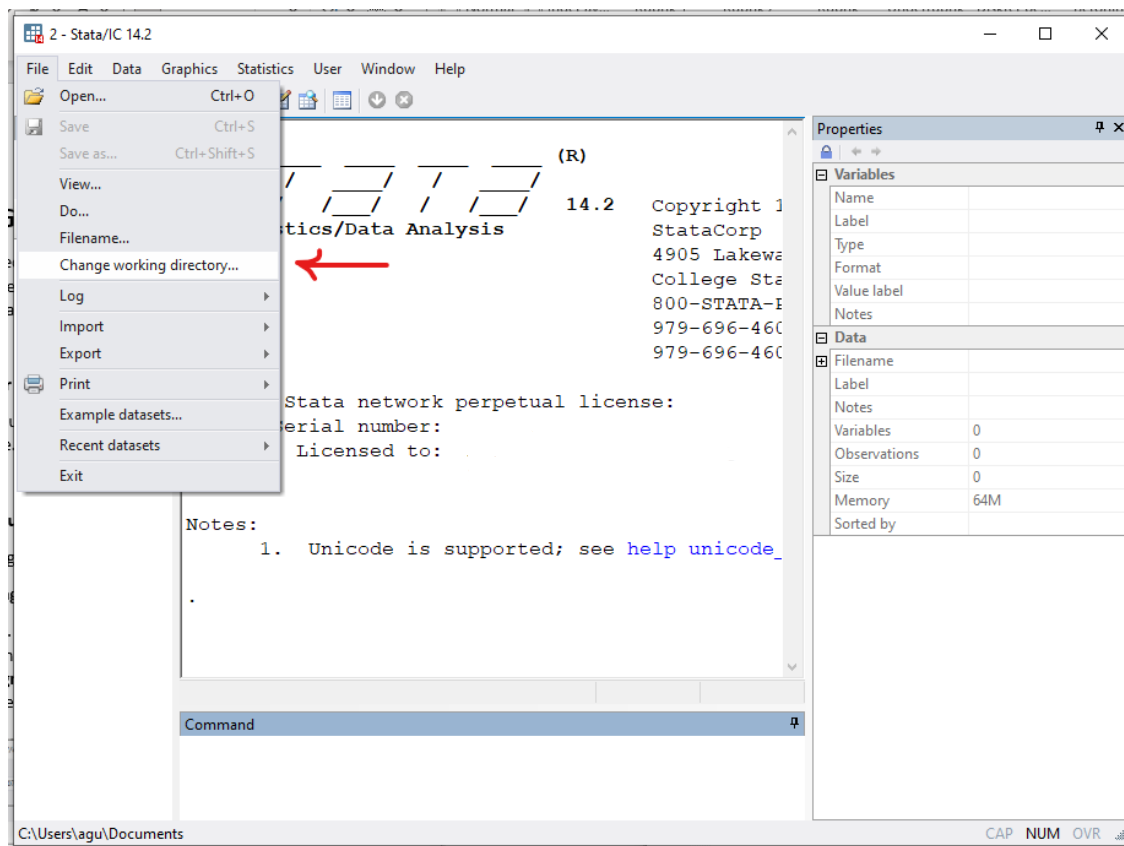 2 - Stata/IC 14.2
File Edit Data Graphics Statistics User Window Help
Open... Ctrl+O
Save Ctrl+S
Save as... Ctrl+Shift+S
View...
Do...
Filename...
Change working directory...
Log
Import
Export
Print
Example datasets...
Recent datasets
Exit
(R)
14.2 Copyright 1
tics/Data Analysis StataCorp
4905 Lakewa
College Sta
800-STATA-P
979-696-460
979-696-460
Stata network perpetual license:
erial number:
Licensed to:
Notes:
1. Unicode is supported; see help unicode_
.
Command
Properties
Variables
Name
Label
Type
Format
Value label
Notes
Data
Filename
Label
Notes
Variables 0
Observations 0
Size 0
Memory 64M
Sorted by
C:\Users\agu\Documents CAP NUM OVR